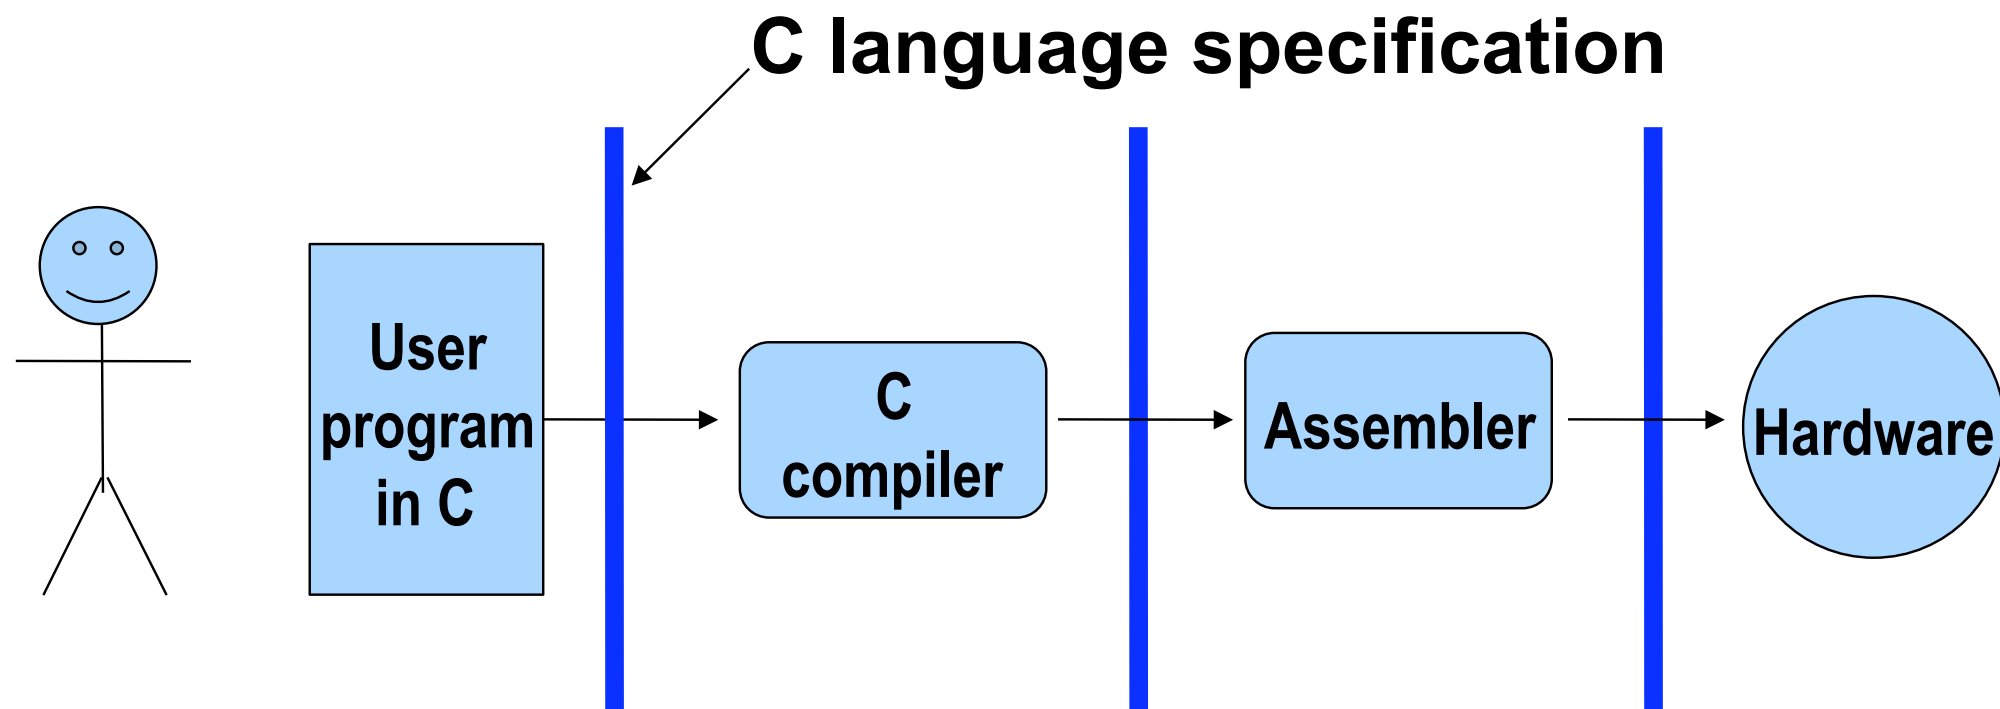 C language specification
User
program
in C
C
compiler
Assembler
Hardware